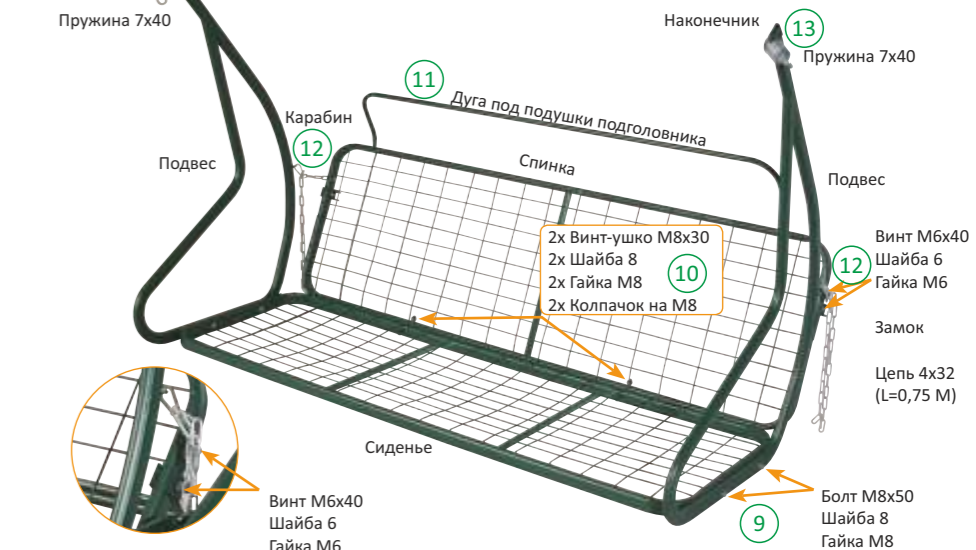 Пружина 7х40
Наконечник
13
Пружина 7х40
11
Дуга под подушки подголовника
Карабин
12
Подвес
Спинка
Подвес
2х Винт-ушко М8х30
2х Шайба 8
2х Гайка М8
2х Колпачок на М8
10
12
Винт М6х40
Шайба 6
Гайка М6
Замок
Цепь 4х32
(L=0,75 М)
Сиденье
Винт М6х40
Шайба 6
Гайка М6
9
Болт М8х50
Шайба 8
Гайка М8